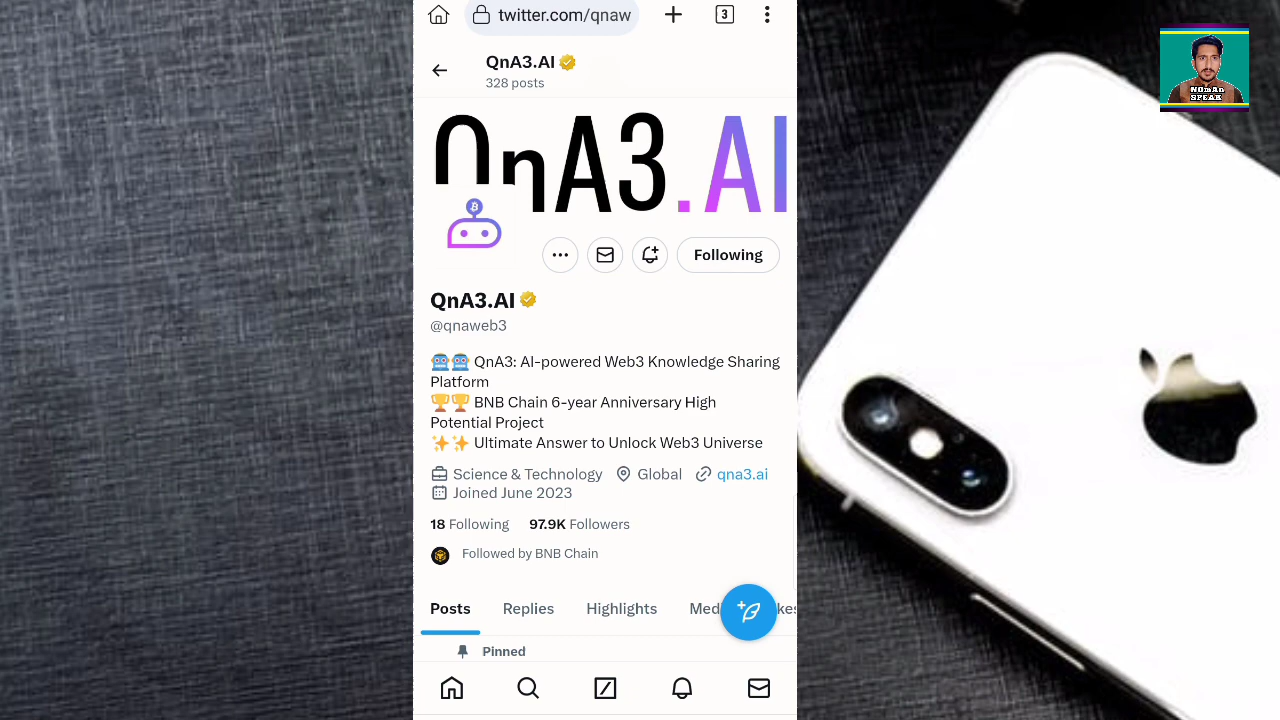 twitter.com/qnaw
3
QnA3.AI
328 posts
QnA3.AI
Following
QnA3.AI
@qnaweb3
🤖🤖 QnA3: AI-powered Web3 Knowledge Sharing
Platform
🏆🏆 BNB Chain 6-year Anniversary High
Potential Project
✨✨ Ultimate Answer to Unlock Web3 Universe
Science & Technology Global qna3.ai
Joined June 2023
18 Following 97.9K Followers
Followed by BNB Chain
Posts Replies Highlights Med kes
Pinned
NOmAn
SPEAK